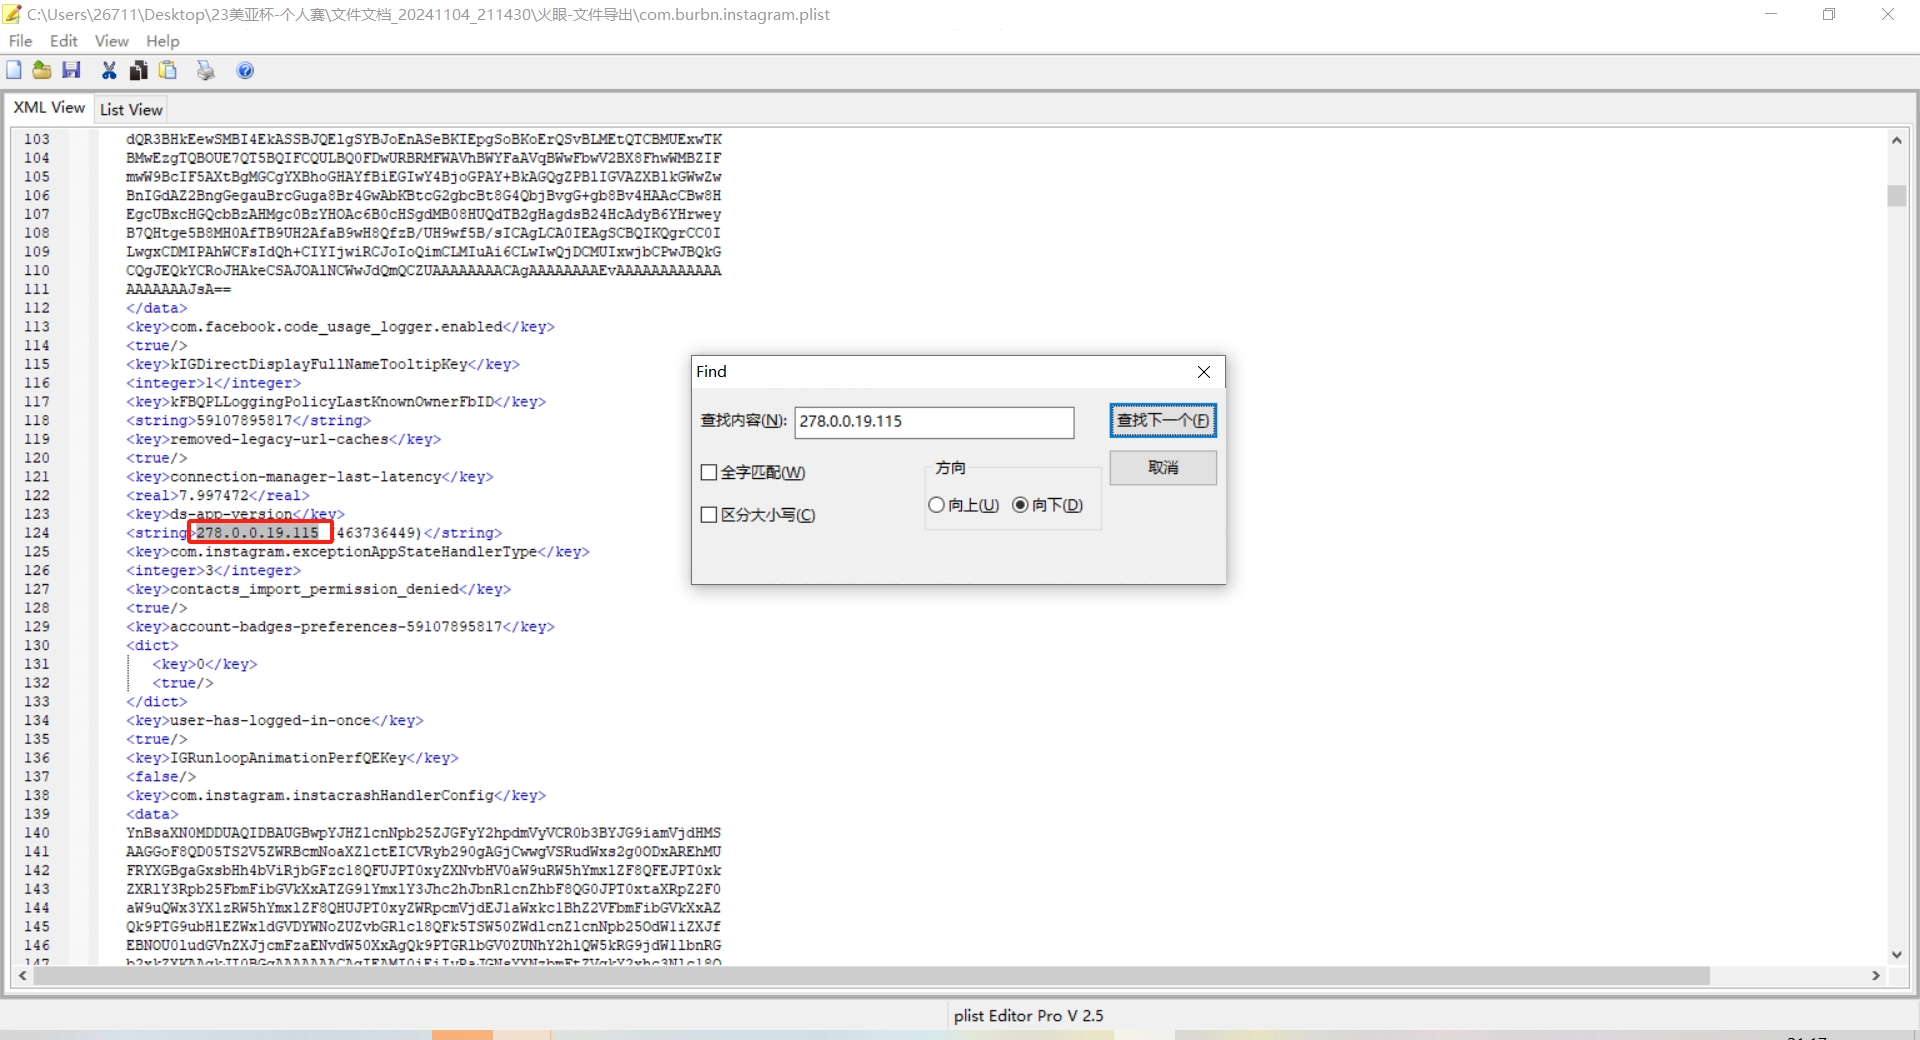 C:\Users\26711\Desktop\23美亚杯-个人赛\文件文档_20241104_211430\火眼-文件导出\com.burbn.instagram.plist
File Edit View Help
XML View List View
103 dQR3BHkEewSMBI4EkASSBJQElgSYBJoEnASeBKIEpgSoBKoErQSvBLMEtQTCBMUExwTK
104 BMwEzgTQBOUE7QT5BQIFCQULBQ0FDwURBRMFWAVhBWYFaAVqBWwFbwV2BX8FhwWMBZIF
105 mwW9BcIF5AXtBgMGCgYXBhoGHAYfBiEGIwY4BjoGPAY+BkAGQgZPBlIGVAZXBlkGWwZw
106 BnIGdAZ2BngGegauBrcGuga8Br4GwAbKBtcG2gbcBt8G4QbjBvgG+gb8Bv4HAAcCBw8H
107 EgcUBxcHGQcbBzAHMgc0BzYHOAc6B0cHSgdMB08HUQdTB2gHagdsB24HcAdyB6YHrwey
108 B7QHtge5B8MH0AfTB9UH2AfaB9wH8QfzB/UH9wf5B/sICAgLCA0IEAgSCBQIKQgrCC0I
109 LwgxCDMIPAhWCFsIdQh+CIYIjwiRCJoIoQimCLMIuAi6CLwIwQjDCMUIxwjbCPwJBQkG
110 CQgJEQkYCRoJHAkeCSAJOAlNCWwJdQmQCZUAAAAAAAACAgAAAAAAAAEvAAAAAAAAAAAA
111 AAAAAAAJsA==
112 </data>
113 <key>com.facebook.code_usage_logger.enabled</key>
114 <true/>
115 <key>kIGDirectDisplayFullNameTooltipKey</key>
116 <integer>1</integer>
117 <key>kFBQPLLoggingPolicyLastKnownOwnerFbID</key>
118 <string>59107895817</string>
119 <key>removed-legacy-url-caches</key>
120 <true/>
121 <key>connection-manager-last-latency</key>
122 <real>7.997472</real>
123 <key>ds-app-version</key>
124 <string>278.0.0.19.115 463736449)</string>
125 <key>com.instagram.exceptionAppStateHandlerType</key>
126 <integer>3</integer>
127 <key>contacts_import_permission_denied</key>
128 <true/>
129 <key>account-badges-preferences-59107895817</key>
130 <dict>
131 <key>0</key>
132 <true/>
133 </dict>
134 <key>user-has-logged-in-once</key>
135 <true/>
136 <key>IGRunloopAnimationPerfQEKey</key>
137 <false/>
138 <key>com.instagram.instacrashHandlerConfig</key>
139 <data>
140 YnBsaXN0MDDUAQIDBAUGBwpYJHZlcnNpb25ZJGFyY2hpdmVyVCR0b3BYJG9iamVjdHMS
141 AAGGoF8QD05TS2V5ZWRBcmNoaXZlctEICVRyb290gAGjCwwgVSRudWxs2g0ODxAREhMU
142 FRYXGBgaGxsbHh4bViRjbGFzc18QFUJPT0xyZXNvbHV0aW9uRW5hYmxlZF8QFEJPT0xk
143 ZXRlY3Rpb25FbmFibGVkXxATZG91YmxlY3Jhc2hJbnRlcnZhbF8QG0JPT0xtaXRpZ2F0
144 aW9uQWx3YXlzRW5hYmxlZF8QHUJPT0xyZWRpcmVjdEJlaWxkc1BhZ2VFbmFibGVkXxAZ
145 Qk9PTG9ubHlEZWxldGVDYWNoZUZvbGRlcl8QFk5TSW50ZWdlcnZlcnNpb25OdWliZXJf
146 EBNOU0ludGVnZXJjcmFzaENvdW50XxAgQk9PTGRlbGV0ZUNhY2hlQW5kRG9jdWllbnRG
147
Find
查找内容(N): 278.0.0.19.115
查找下一个(F)
取消
全字匹配(W)
区分大小写(C)
方向
向上(U) 向下(D)
plist Editor Pro V 2.5